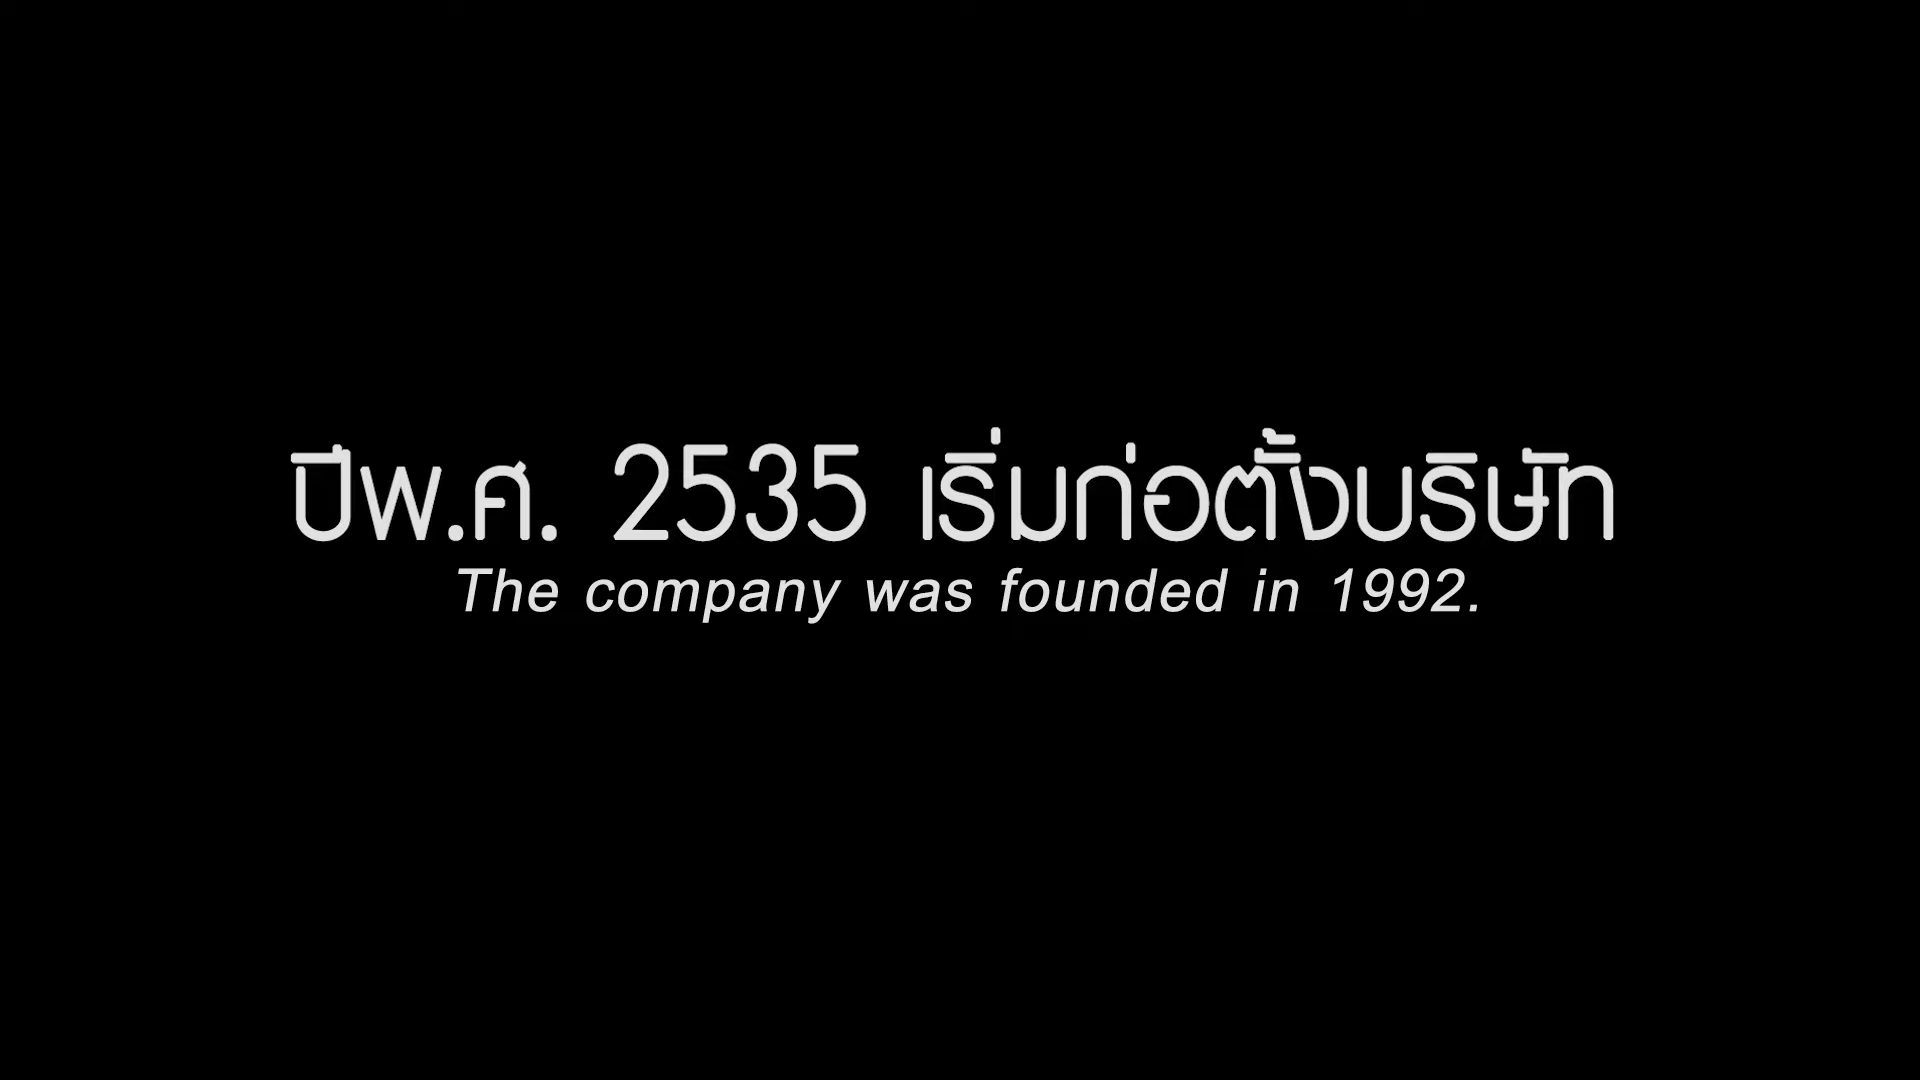 ปีพ.ศ. 2535 เริ่มก่อตั้งบริษัท
The company was founded in 1992.